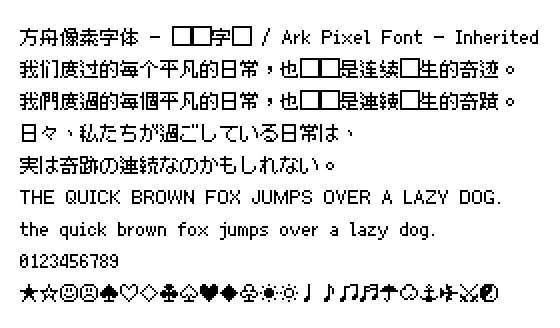 方舟像素字体 - □□字□ / Ark Pixel Font - Inherited
我们度过的每个平凡的日常，也□□是连续□生的奇迹。
我們度過的每個平凡的日常，也□□是連續□生的奇蹟。
日々、私たちが過ごしている日常は、
実は奇跡の連続なのかもしれない。
THE QUICK BROWN FOX JUMPS OVER A LAZY DOG.
the quick brown fox jumps over a lazy dog.
0123456789
★☆☺☹♠♡♢♣♤♥♦♧☀☼♩♪♫♬☂☁⚓✈⚔☯